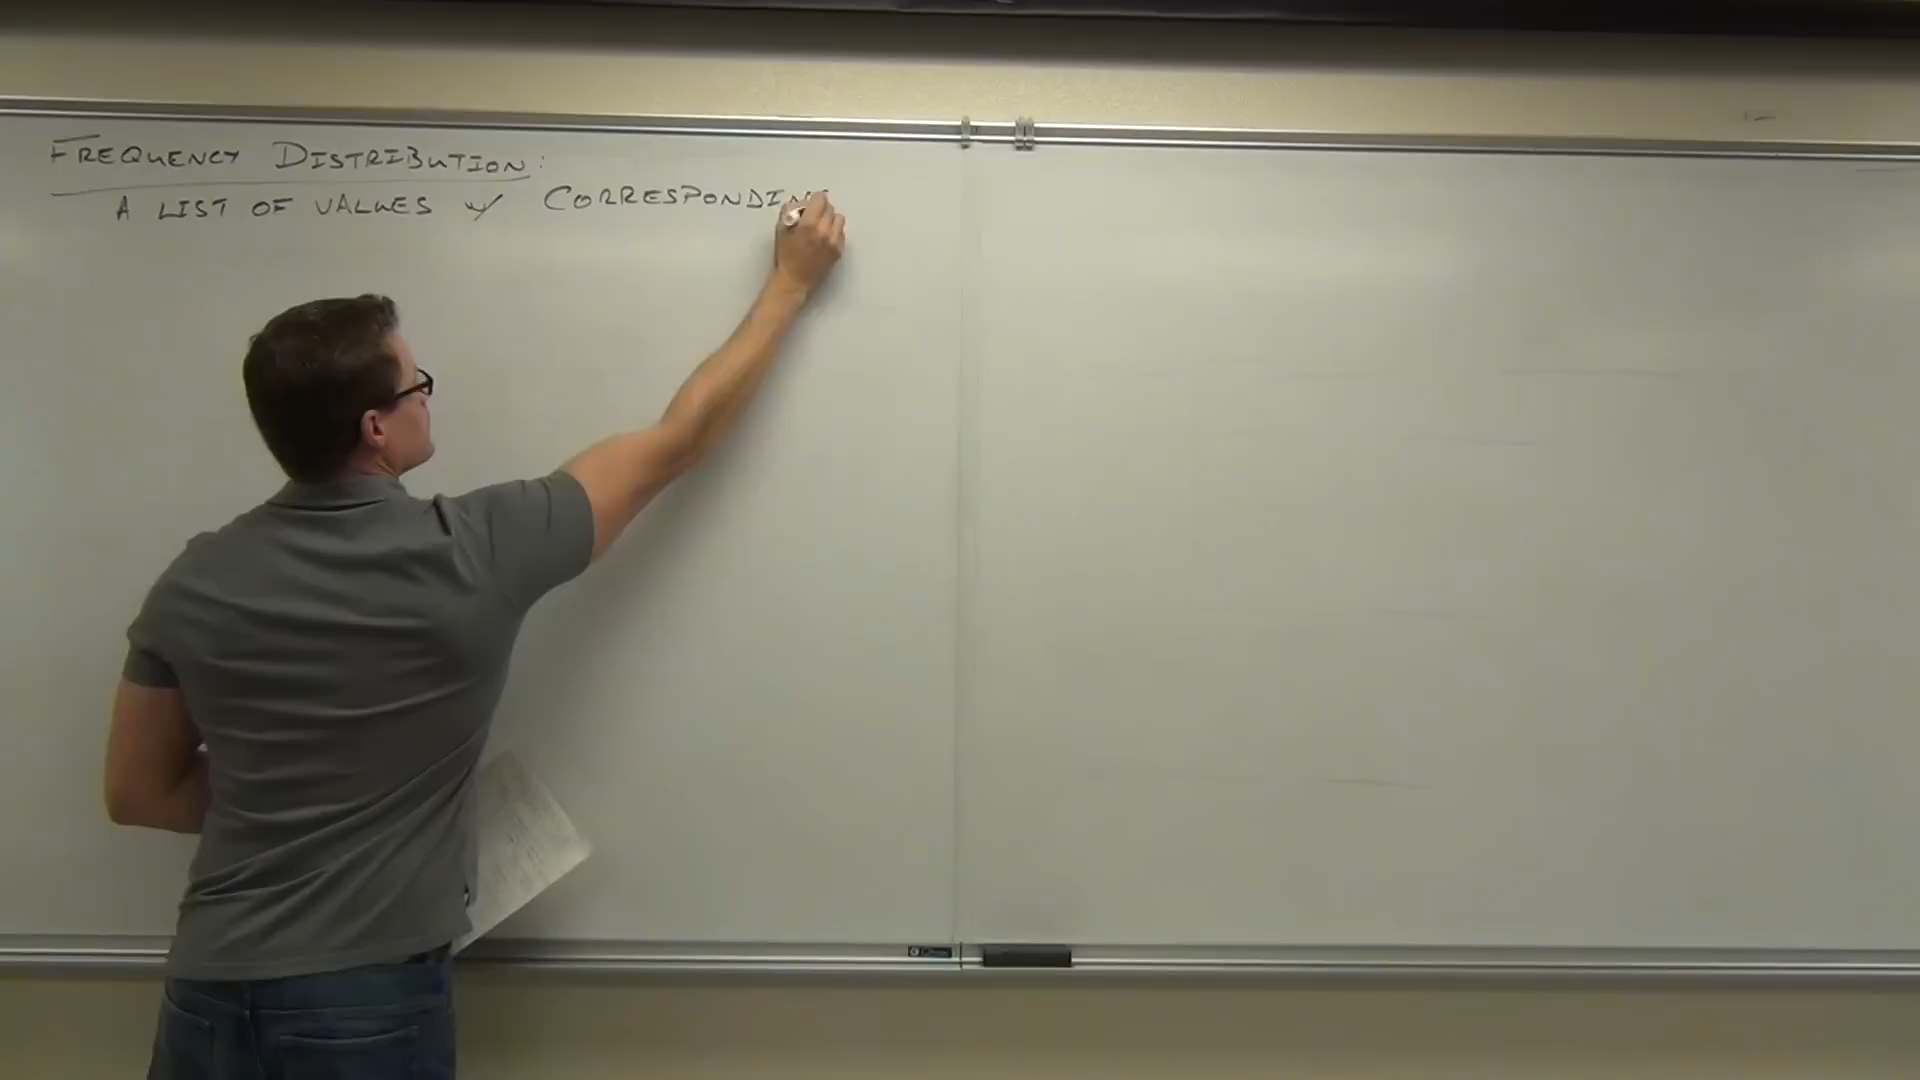 FREQUENCY DISTRIBUTION:
A LIST OF VALUES W/ CORRESPONDIN